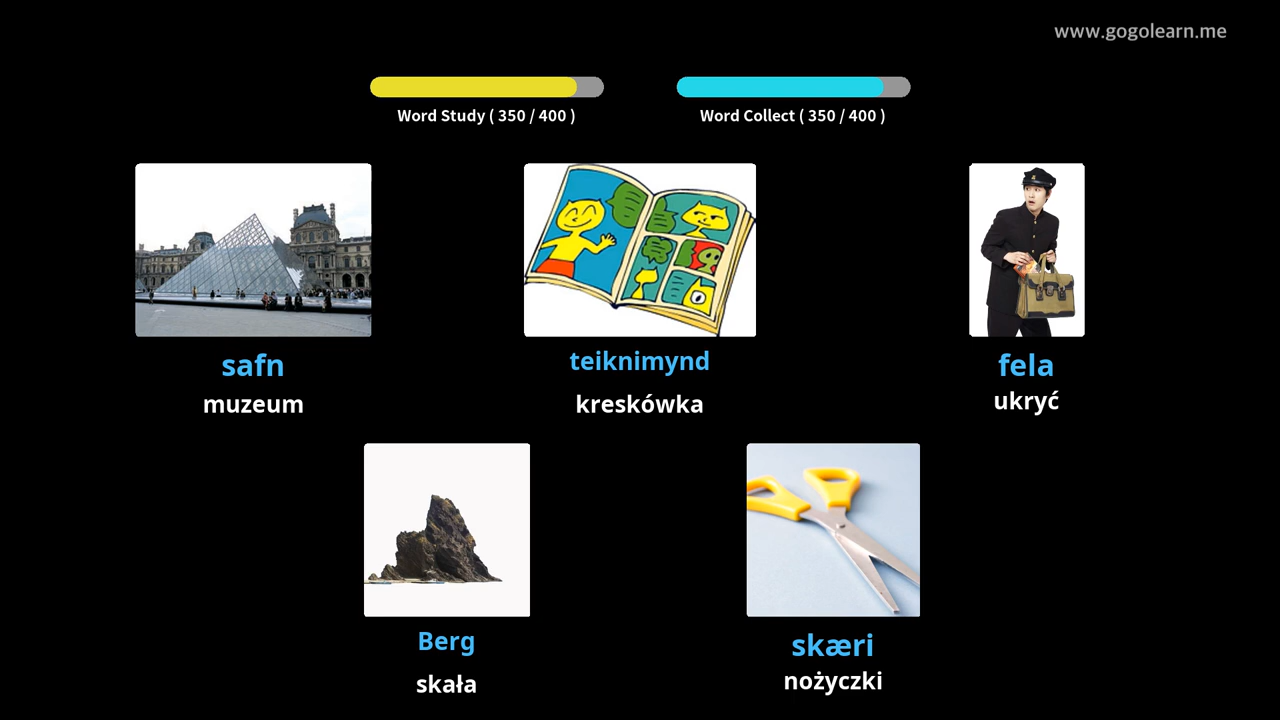 www.gogolearn.me
Word Study ( 350 / 400 )
Word Collect ( 350 / 400 )
safn
teiknimynd
fela
muzeum
kreskówka
ukryć
Berg
skæri
skała
nożyczki